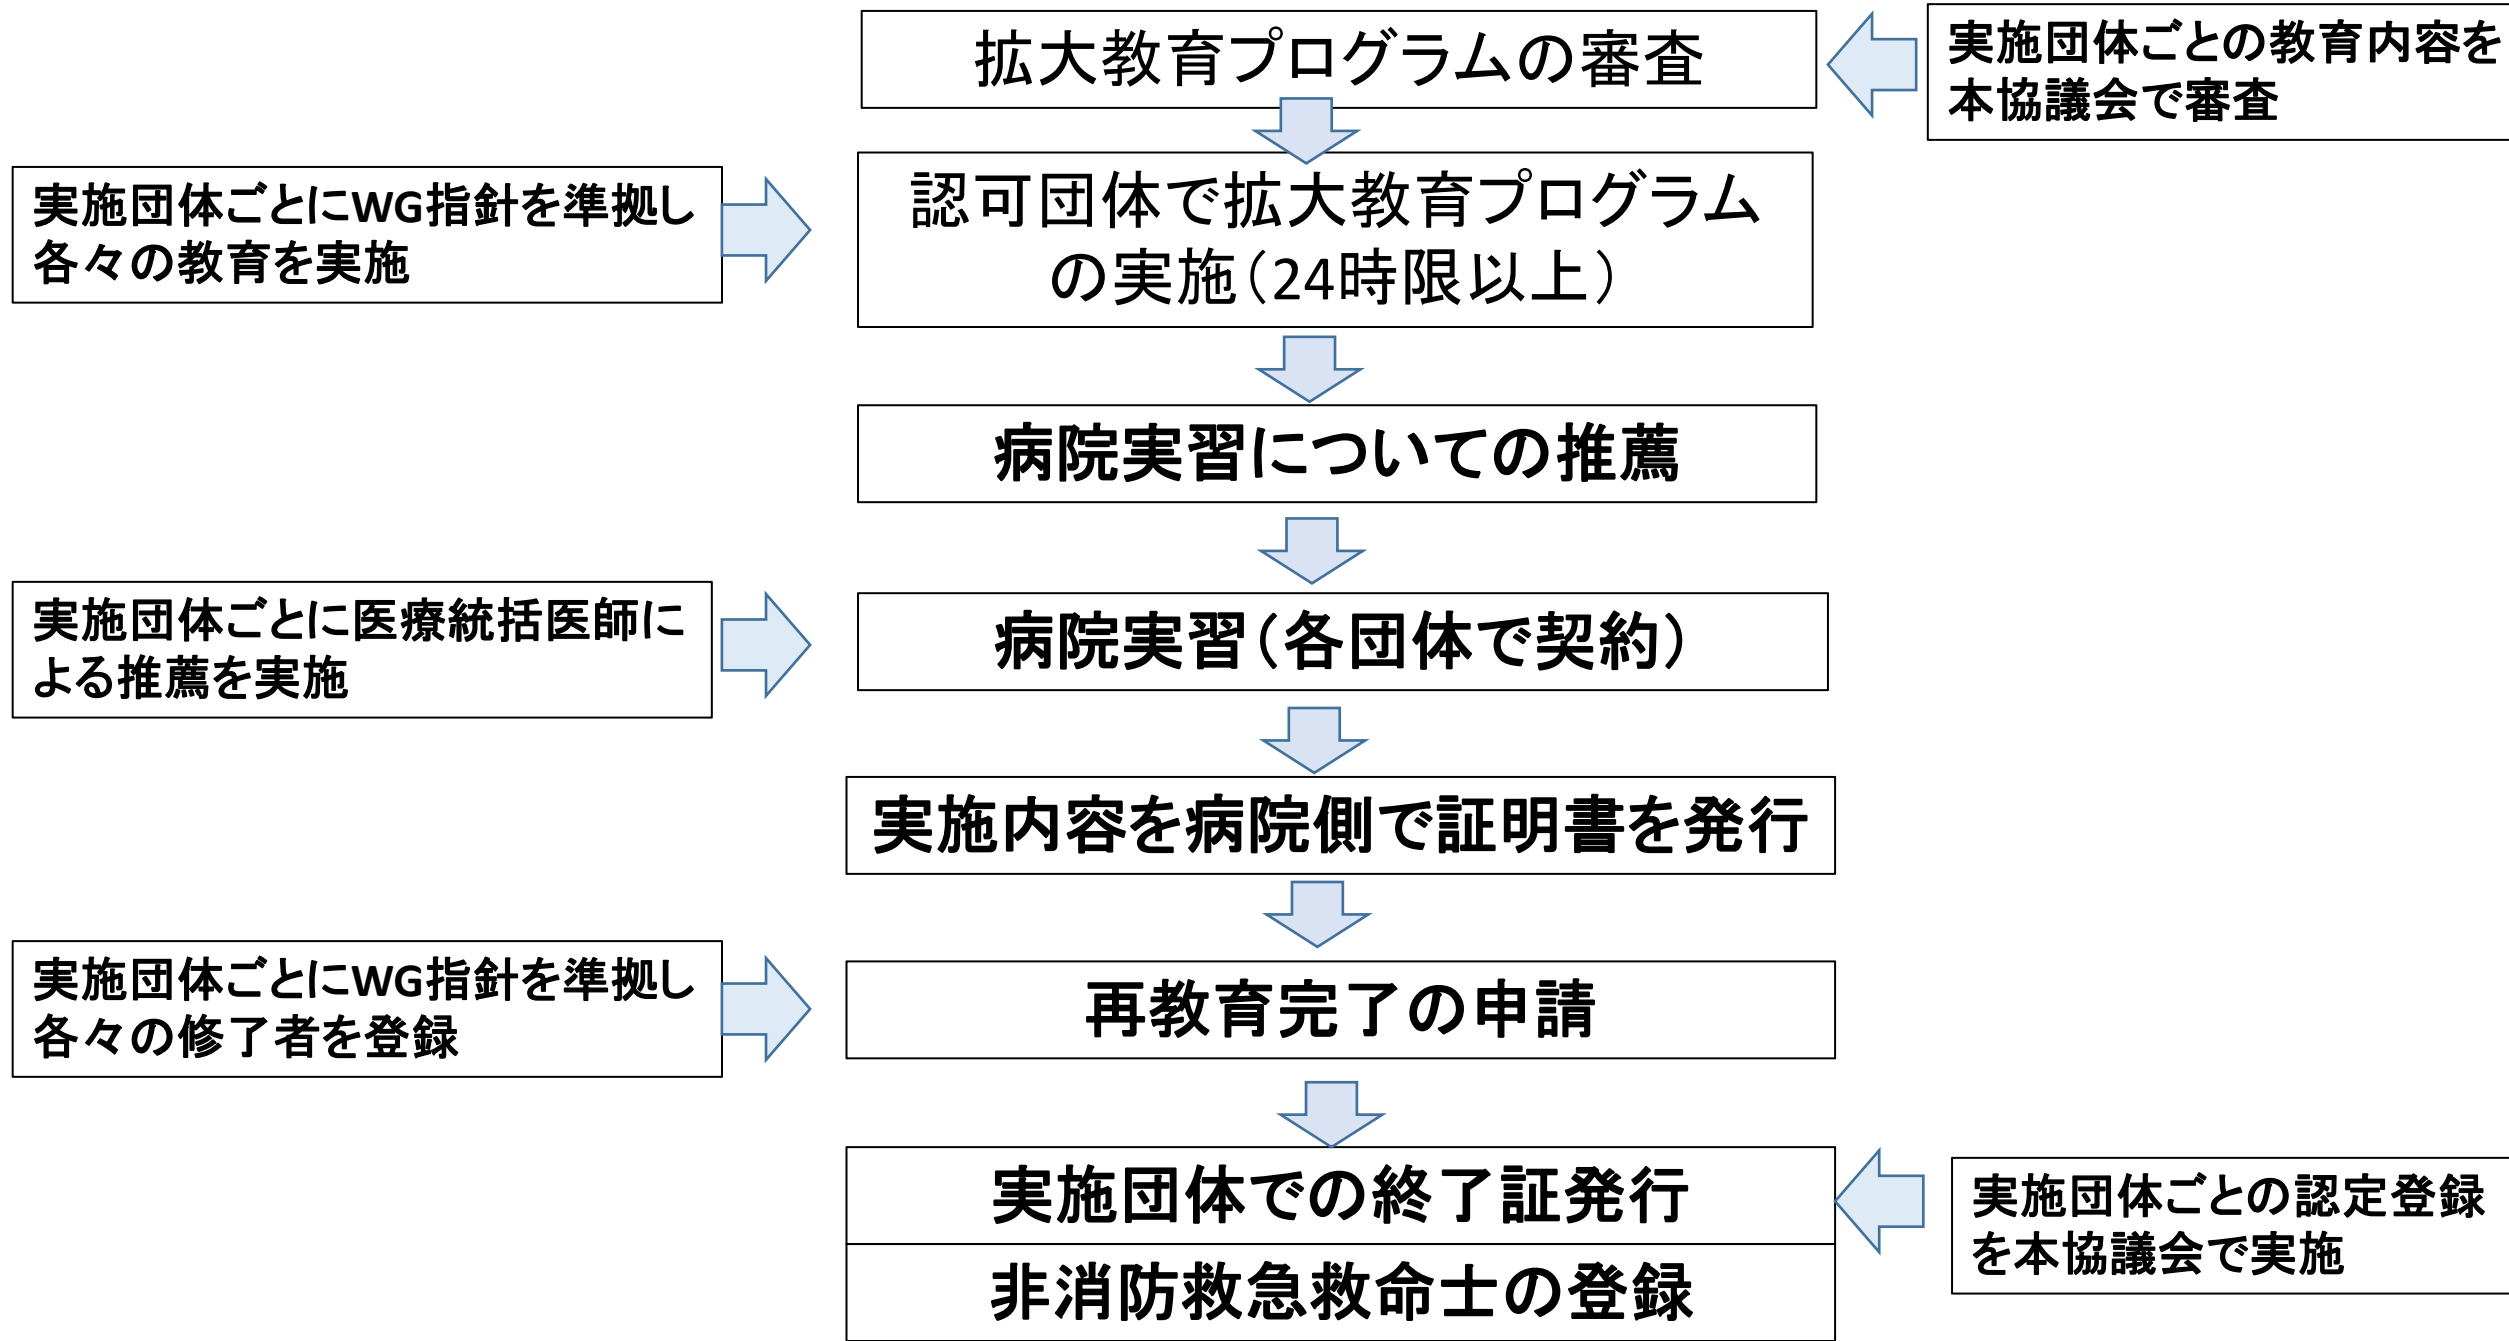 拡大教育プログラムの審査
実施団体ごとの教育内容を
本協議会で審査
実施団体ごとにWG指針を準拠し
各々の教育を実施
認可団体で拡大教育プログラム
の実施(24時限以上)
病院実習についての推薦
実施団体ごとに医療統括医師に
よる推薦を実施
病院実習(各団体で契約)
実施内容を病院側で証明書を発行
実施団体ごとにWG指針を準拠し
各々の修了者を登録
再教育完了の申請
実施団体での終了証発行
実施団体ごとの認定登録
を本協議会で実施
非消防救急救命士の登録